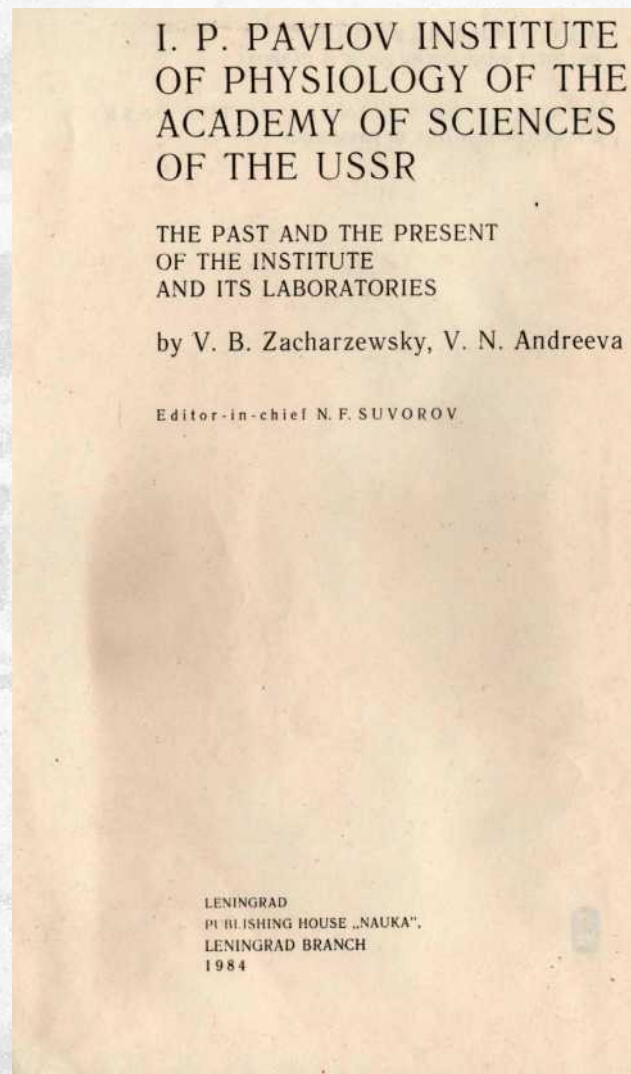 I. P. PAVLOV INSTITUTE
OF PHYSIOLOGY OF THE
ACADEMY OF SCIENCES
OF THE USSR
THE PAST AND THE PRESENT
OF THE INSTITUTE
AND ITS LABORATORIES
by V. B. Zacharzewsky, V. N. Andreeva
Editor-in-chief N. F. SUVOROV
LENINGRAD
PUBLISHING HOUSE „NAUKA“,
LENINGRAD BRANCH
1984